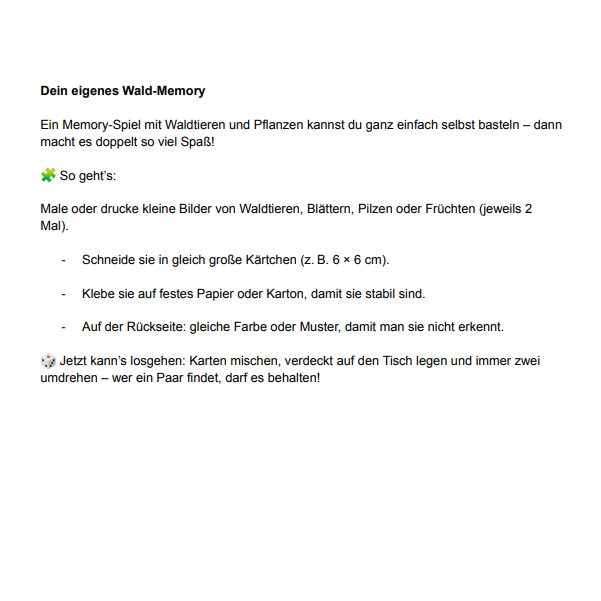 Dein eigenes Wald-Memory
Ein Memory-Spiel mit Waldtieren und Pflanzen kannst du ganz einfach selbst basteln – dann
macht es doppelt so viel Spaß!
🧩 So geht’s:
Male oder drucke kleine Bilder von Waldtieren, Blättern, Pilzen oder Früchten (jeweils 2
Mal).
- Schneide sie in gleich große Kärtchen (z. B. 6 × 6 cm).
- Klebe sie auf festes Papier oder Karton, damit sie stabil sind.
- Auf der Rückseite: gleiche Farbe oder Muster, damit man sie nicht erkennt.
🎲 Jetzt kann’s losgehen: Karten mischen, verdeckt auf den Tisch legen und immer zwei
umdrehen – wer ein Paar findet, darf es behalten!